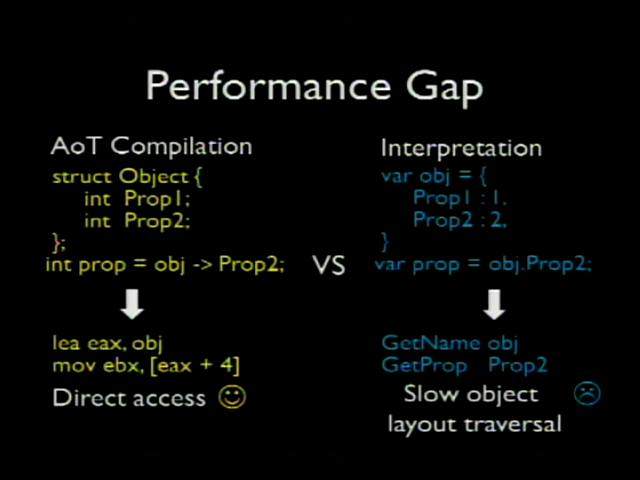 Performance Gap
AoT Compilation
struct Object {
int Prop1;
int Prop2;
};
int prop = obj -> Prop2;
lea eax, obj
mov ebx, [eax + 4]
Direct access
VS
Interpretation
var obj = {
Prop1 : 1,
Prop2 : 2,
}
var prop = obj.Prop2;
GetName obj
GetProp Prop2
Slow object
layout traversal